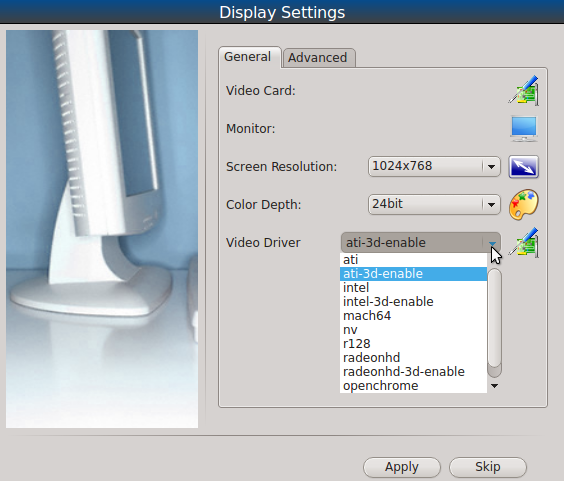 Display Settings
General Advanced
Video Card:
Monitor:
Screen Resolution: 1024x768
Color Depth: 24bit
Video Driver ati-3d-enable
ati
ati-3d-enable
intel
intel-3d-enable
mach64
nv
r128
radeonhd
radeonhd-3d-enable
openchrome
Apply Skip